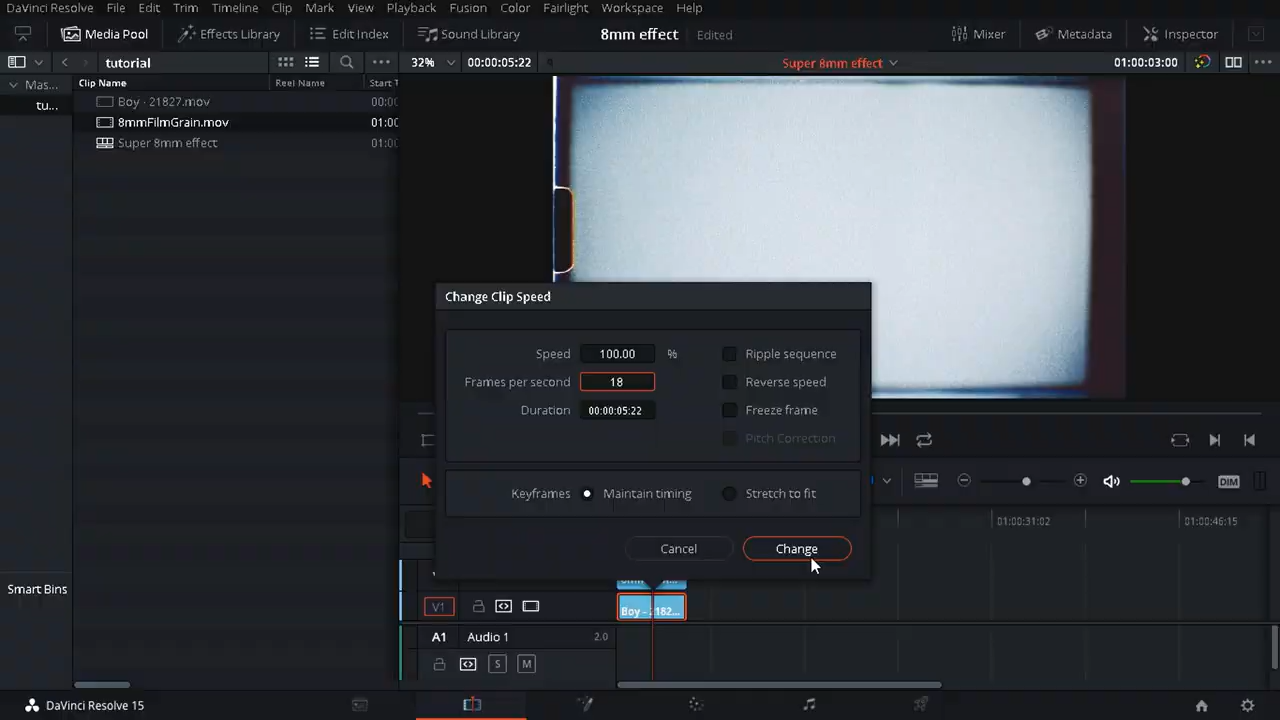 DaVinci Resolve File Edit Trim Timeline Clip Mark View Playback Fusion Color Fairlight Workspace Help
Media Pool Effects Library Edit Index Sound Library 8mm effect Edited Mixer Metadata Inspector
tutorial 32% 00:00:05:22 Super 8mm effect 01:00:03:00
Mas... Clip Name Reel Name Start T
tu... Boy - 21827.mov 00:00
8mmFilmGrain.mov 01:00
Super 8mm effect 01:00
Change Clip Speed
Speed 100.00 % Ripple sequence
Frames per second 18 Reverse speed
Duration 00:00:05:22 Freeze frame
Pitch Correction
DIM
Keyframes Maintain timing Stretch to fit
01:00:31:02 01:00:46:15
Cancel Change
Smart Bins
V1 Boy - 2182...
A1 Audio 1 2.0
S M
DaVinci Resolve 15